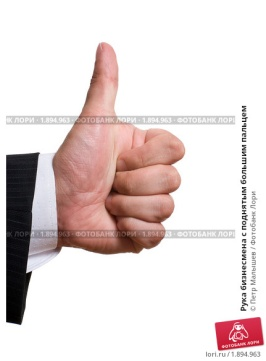 К ЛОРИ · 1.894.963 · ФОТОБАНК ЛОРИ · 1.894.963 · ФОТОБАНК ЛОРИ
К ЛОРИ · 1.894.963 · ФОТОБАНК ЛОРИ · 1.894.963 · ФОТОБАНК ЛОРИ
Рука бизнесмена с поднятым большим пальцем
© Петр Малышев / Фотобанк Лори
ФОТОБАНК ЛОРИ
lori.ru / 1.894.963